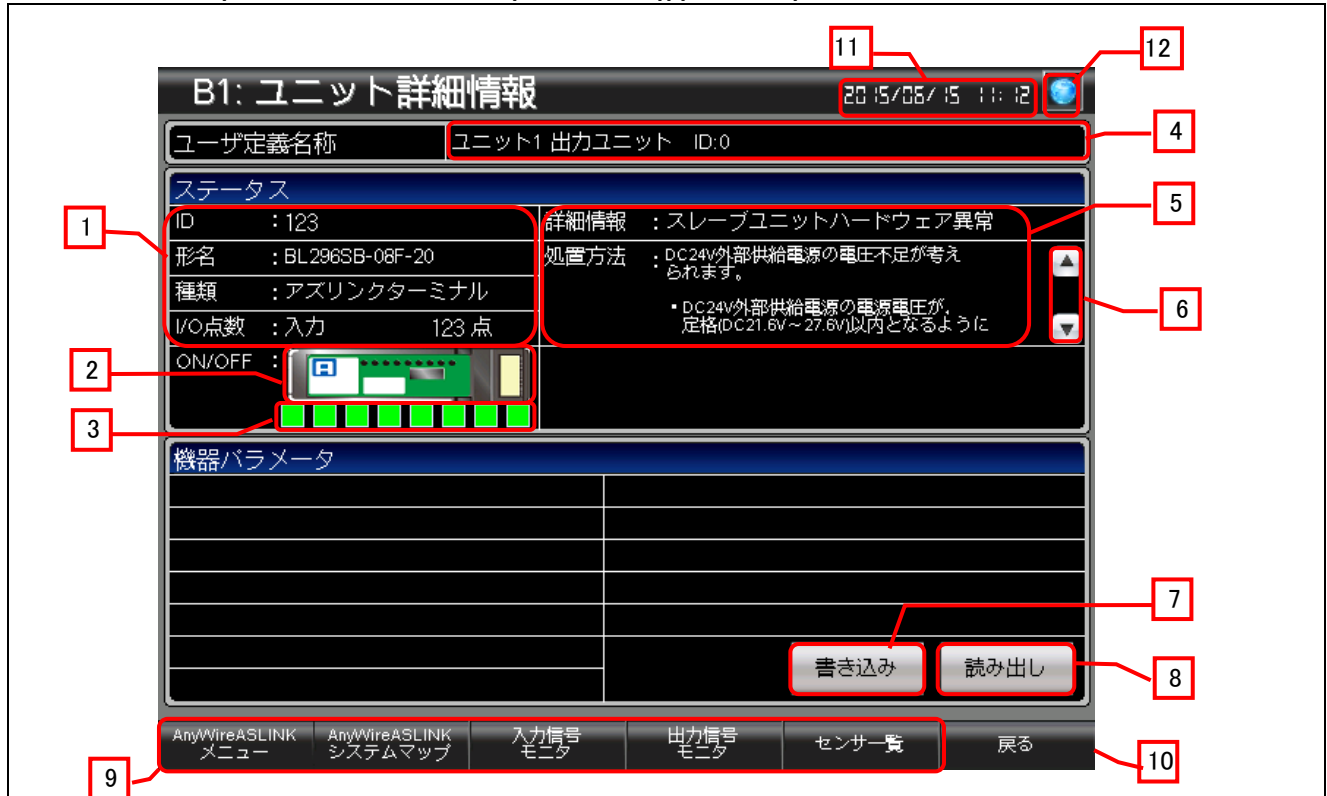 11
12
B1: ユニット詳細情報
2015/06/15 11:12
ユーザ定義名称
ユニット1 出力ユニット ID:0
4
ステータス
5
1
ID :123
詳細情報 :スレーブユニットハードウェア異常
形名 :BL296SB-08F-20
処置方法 :DC24V外部供給電源の電圧不足が考え
られます。
種類 :アズリンクターミナル
▪DC24V外部供給電源の電源電圧が、
6
I/O点数 :入力 123 点
定格(DC21.6V～27.6V)以内となるように
ON/OFF :
2
3
機器パラメータ
7
書き込み
読み出し
8
AnyWireASLINK
メニュー
AnyWireASLINK
システムマップ
入力信号
モニタ
出力信号
モニタ
センサ一覧
戻る
9
10